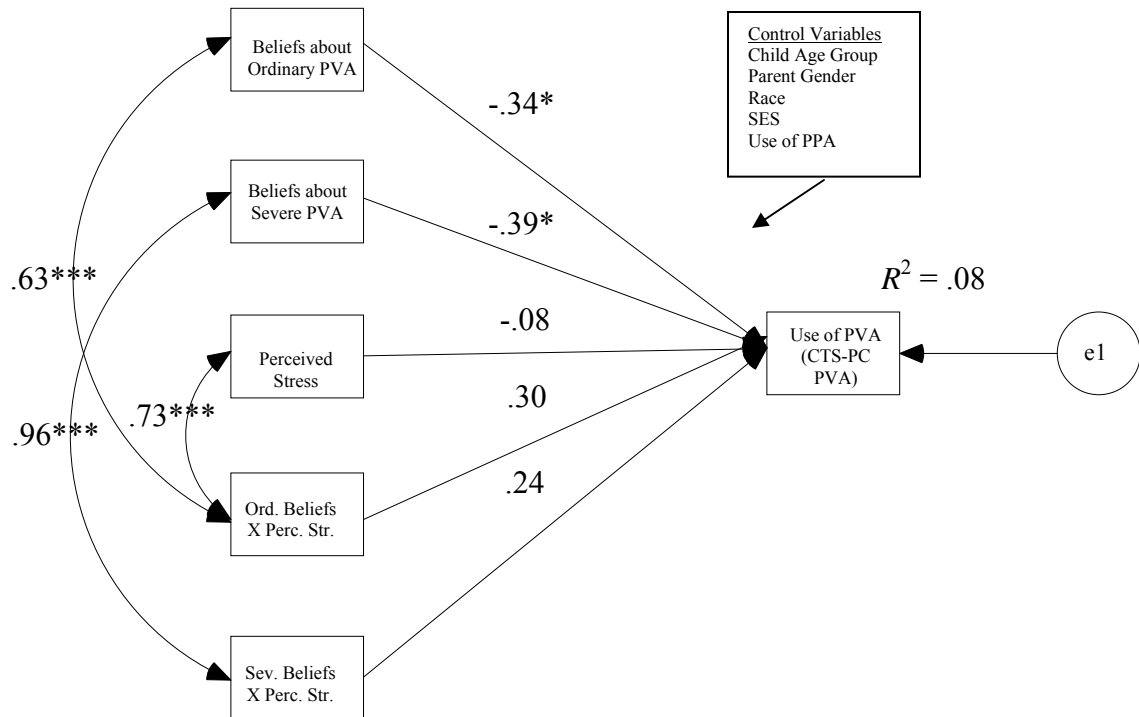 Beliefs about
Ordinary PVA
Control Variables
Child Age Group
Parent Gender
Race
SES
Use of PPA
-.34*
Beliefs about
Severe PVA
-.39*
.63***
R² = .08
-.08
Perceived
Stress
Use of PVA
(CTS-PC
PVA)
e1
.73***
.96***
.30
Ord. Beliefs
X Perc. Str.
.24
Sev. Beliefs
X Perc. Str.